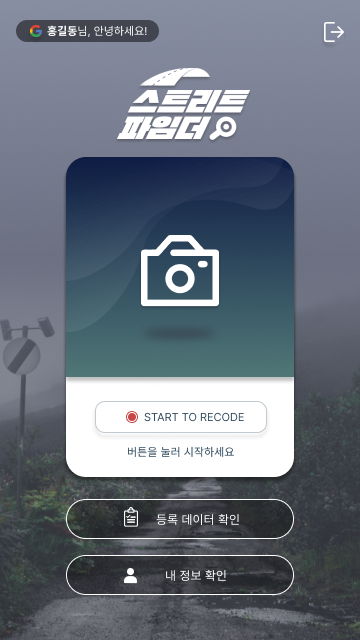 홍길동님, 안녕하세요!
스트리트
파임더
START TO RECODE
버튼을 눌러 시작하세요
등록 데이터 확인
내 정보 확인